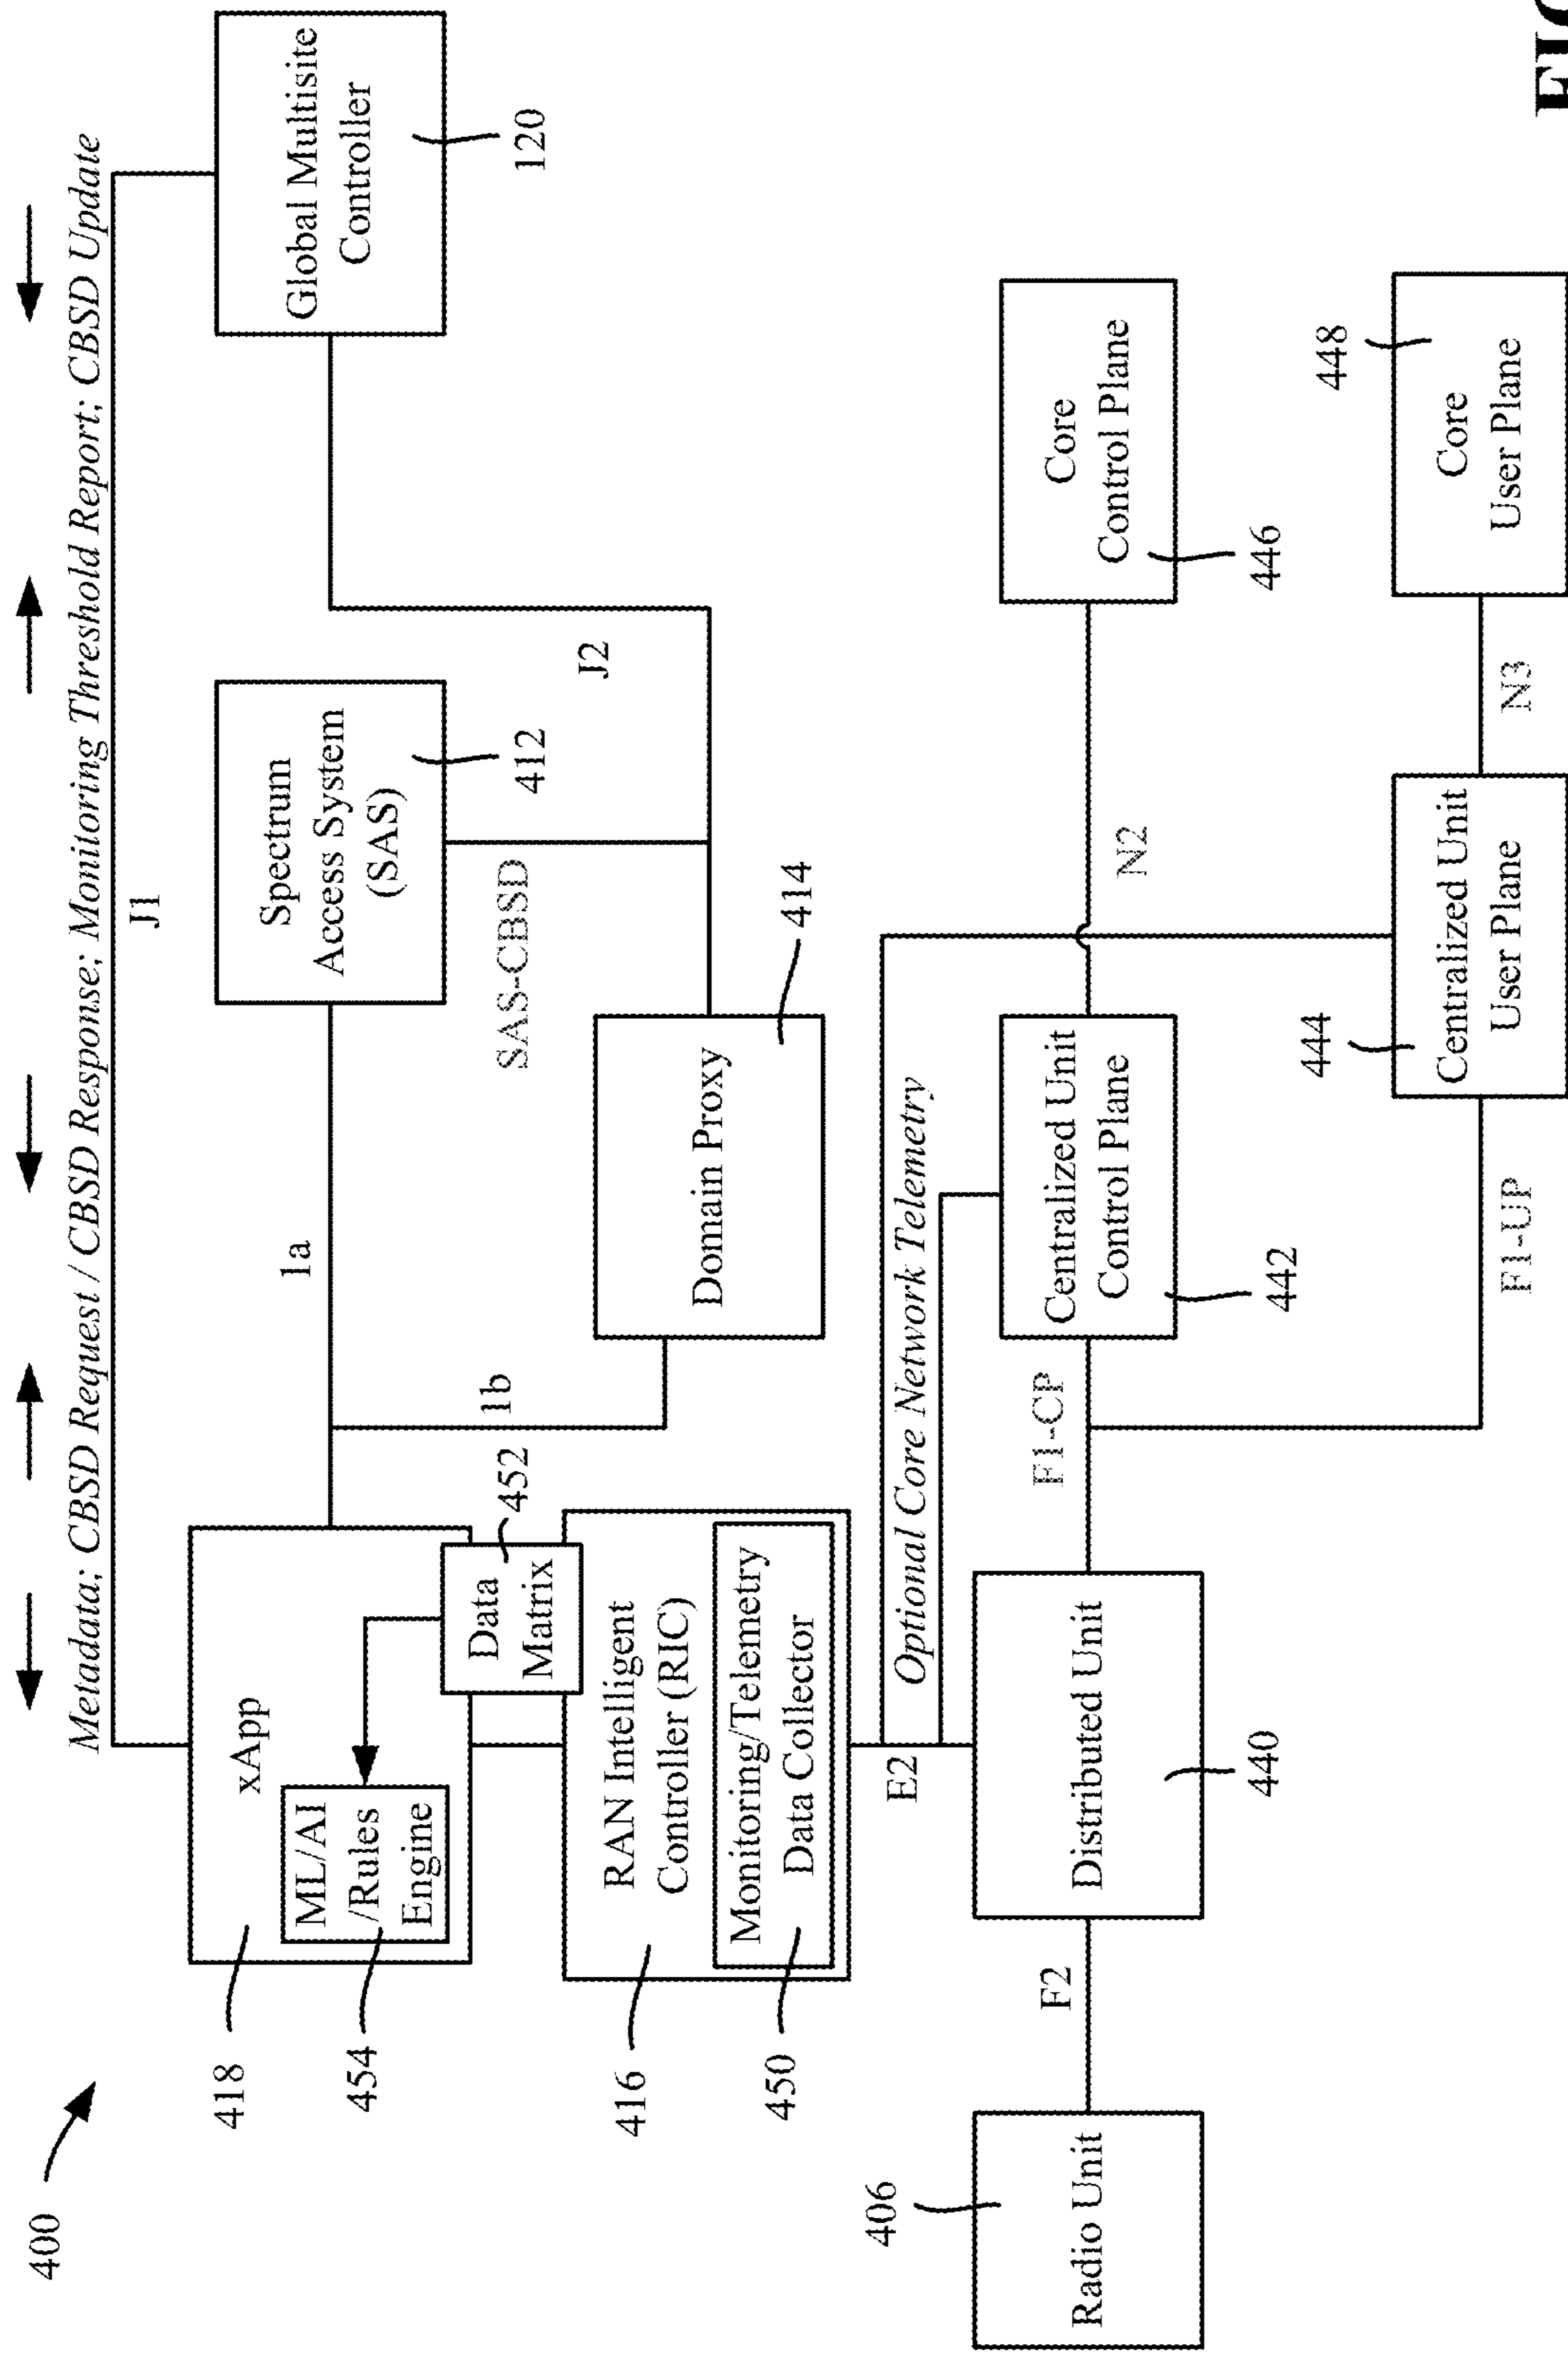 400
Metadata; CBSD Request / CBSD Response; Monitoring Threshold Report; CBSD Update
J1
418
xApp
ML/AI
/Rules
Engine
454
Data
Matrix
452
1a
1b
Spectrum
Access System
(SAS)
412
SAS-CBSD
J2
Global Multisite
Controller
120
416
RAN Intelligent
Controller (RIC)
Monitoring/Telemetry
Data Collector
450
Domain Proxy
414
E2
Optional Core Network Telemetry
406
Radio Unit
F2
Distributed Unit
440
F1-CP
Centralized Unit
Control Plane
442
N2
Core
Control Plane
446
F1-UP
444
Centralized Unit
User Plane
N3
448
Core
User Plane